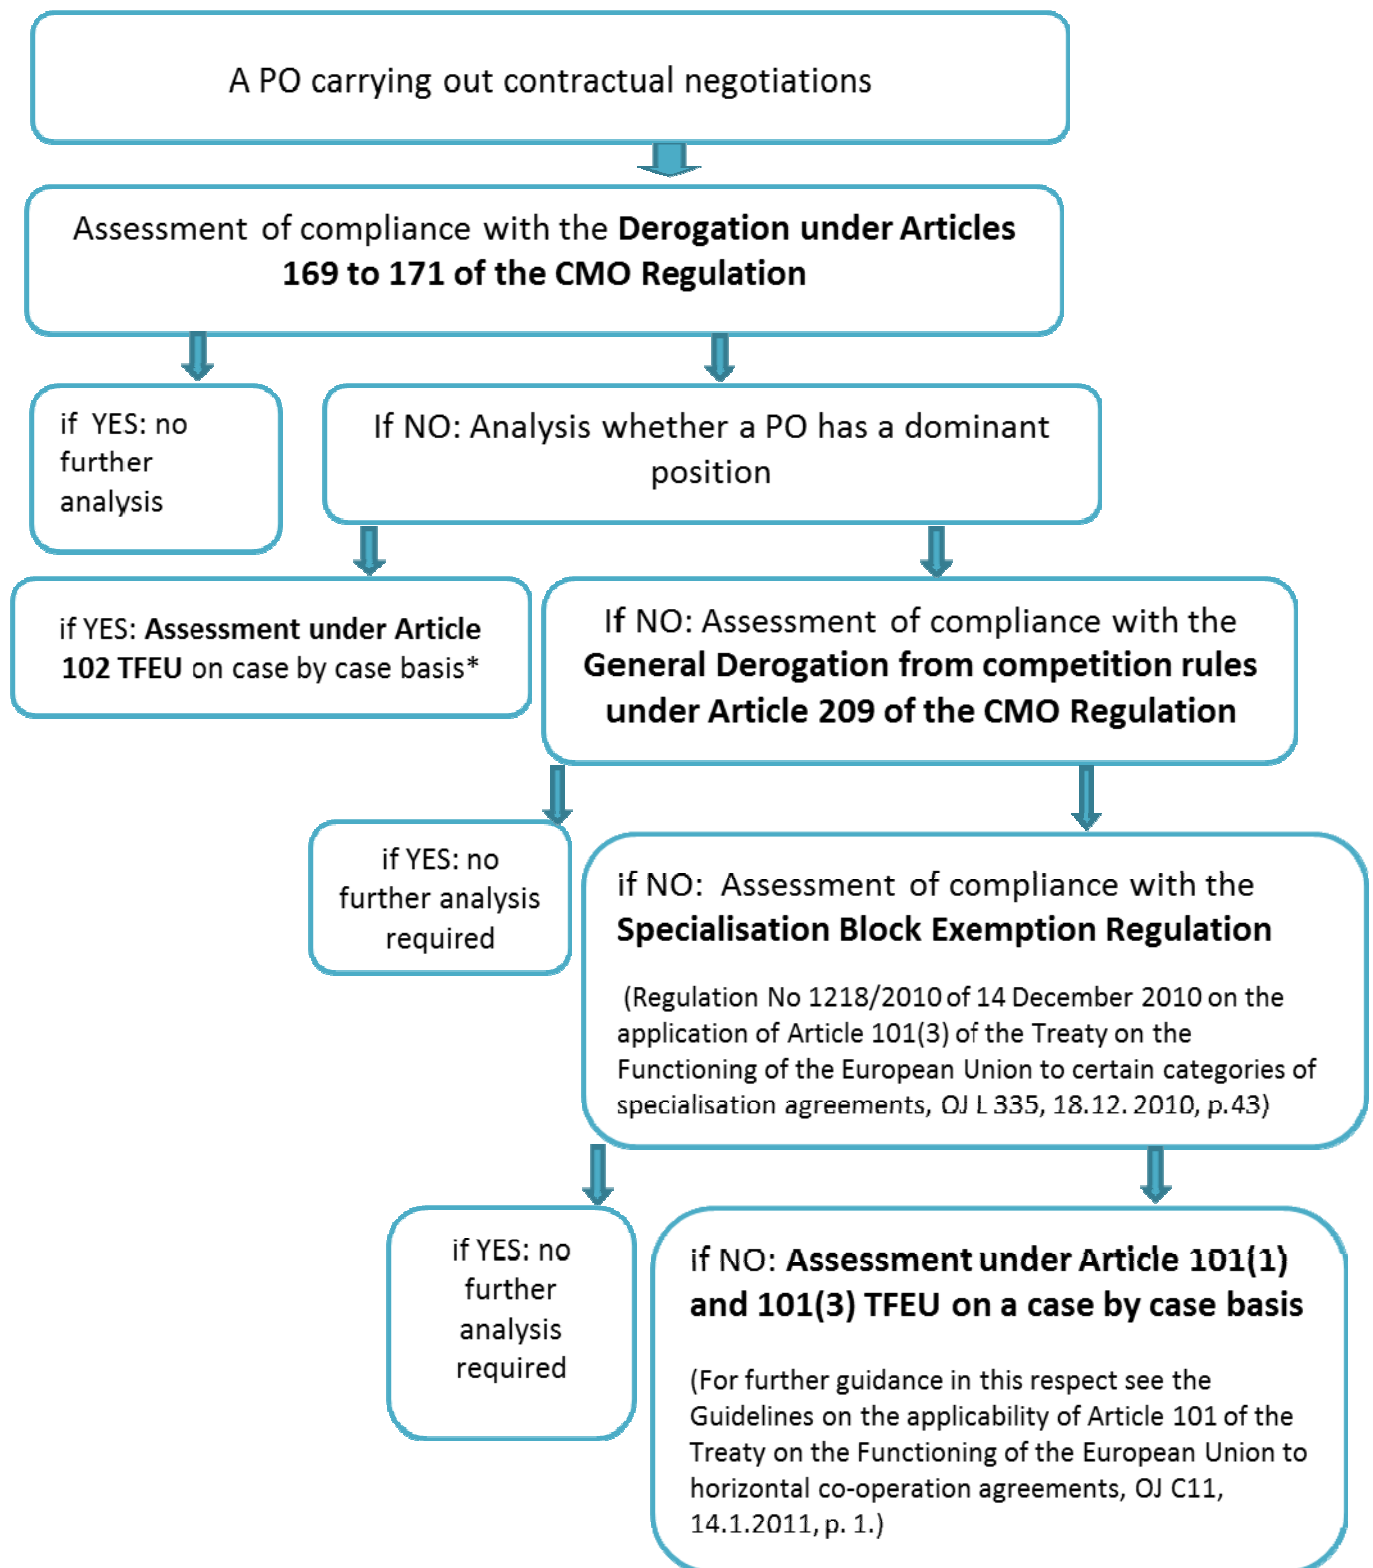 A PO carrying out contractual negotiations
Assessment of compliance with the Derogation under Articles
169 to 171 of the CMO Regulation
if YES: no
further
analysis
If NO: Analysis whether a PO has a dominant
position
if YES: Assessment under Article
102 TFEU on case by case basis*
If NO: Assessment of compliance with the
General Derogation from competition rules
under Article 209 of the CMO Regulation
if YES: no
further analysis
required
if NO: Assessment of compliance with the
Specialisation Block Exemption Regulation
(Regulation No 1218/2010 of 14 December 2010 on the
application of Article 101(3) of the Treaty on the
Functioning of the European Union to certain categories of
specialisation agreements, OJ L 335, 18.12. 2010, p.43)
if YES: no
further
analysis
required
if NO: Assessment under Article 101(1)
and 101(3) TFEU on a case by case basis
(For further guidance in this respect see the
Guidelines on the applicability of Article 101 of the
Treaty on the Functioning of the European Union to
horizontal co-operation agreements, OJ C11,
14.1.2011, p. 1.)